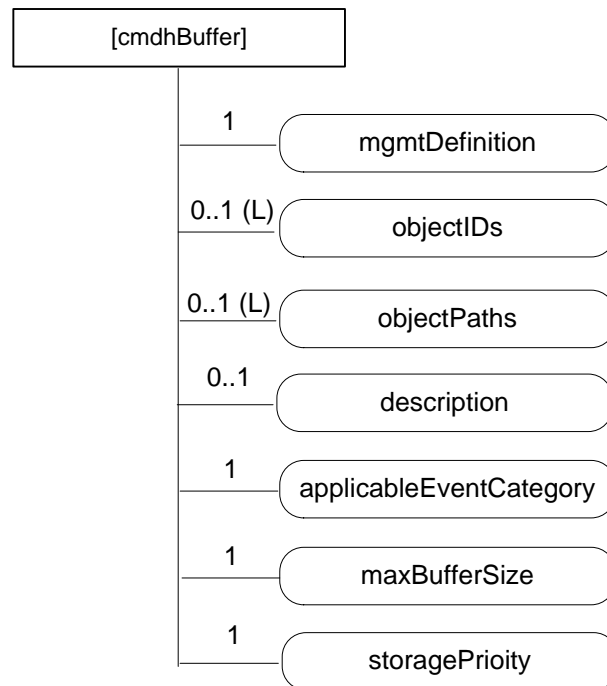 [cmdhBuffer]
1
mgmtDefinition
0..1 (L)
objectIDs
0..1 (L)
objectPaths
0..1
description
1
applicableEventCategory
1
maxBufferSize
1
storagePrioity